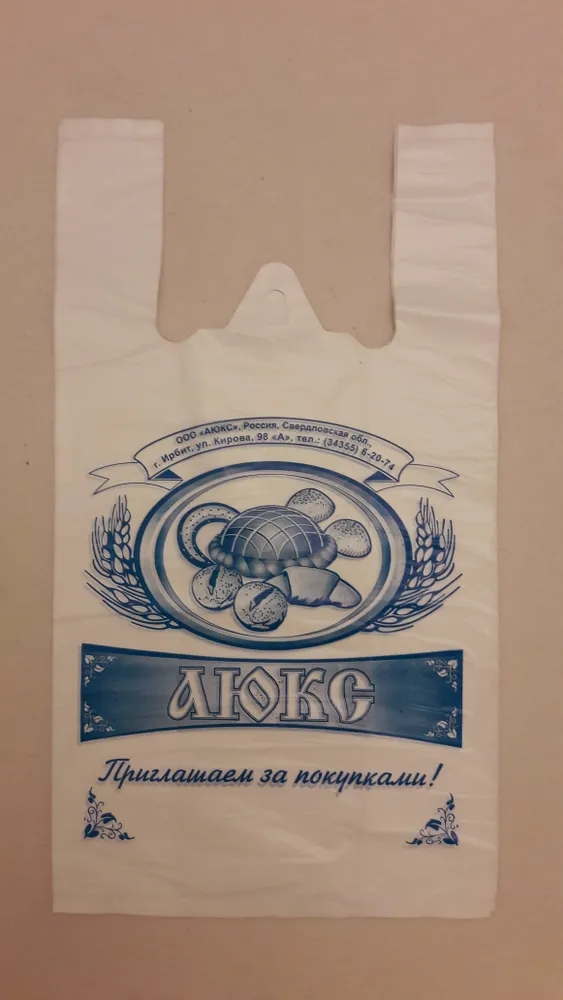 ООО «АЮКС», Россия, Свердловская обл.,
г. Ирбит, ул. Кирова, 98 «А», тел.: (34355) 6-20-74
АЮКС
Приглашаем за покупками!